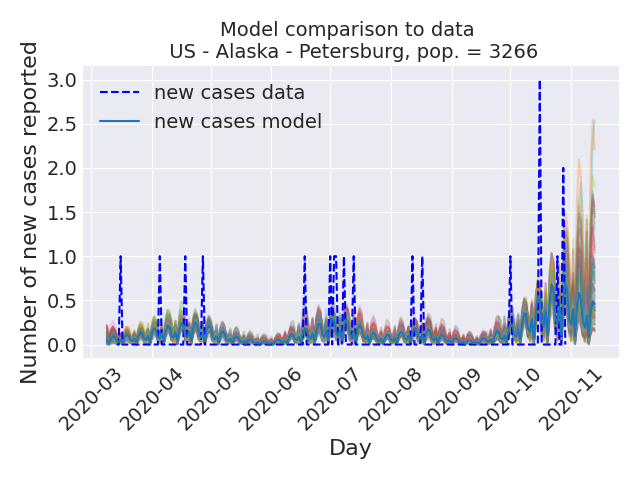 Model comparison to data
US - Alaska - Petersburg, pop. = 3266
Number of new cases reported
3.0
2.5
2.0
1.5
1.0
0.5
0.0
new cases data
new cases model
2020-03
2020-04
2020-05
2020-06
2020-07
2020-08
2020-09
2020-10
2020-11
Day